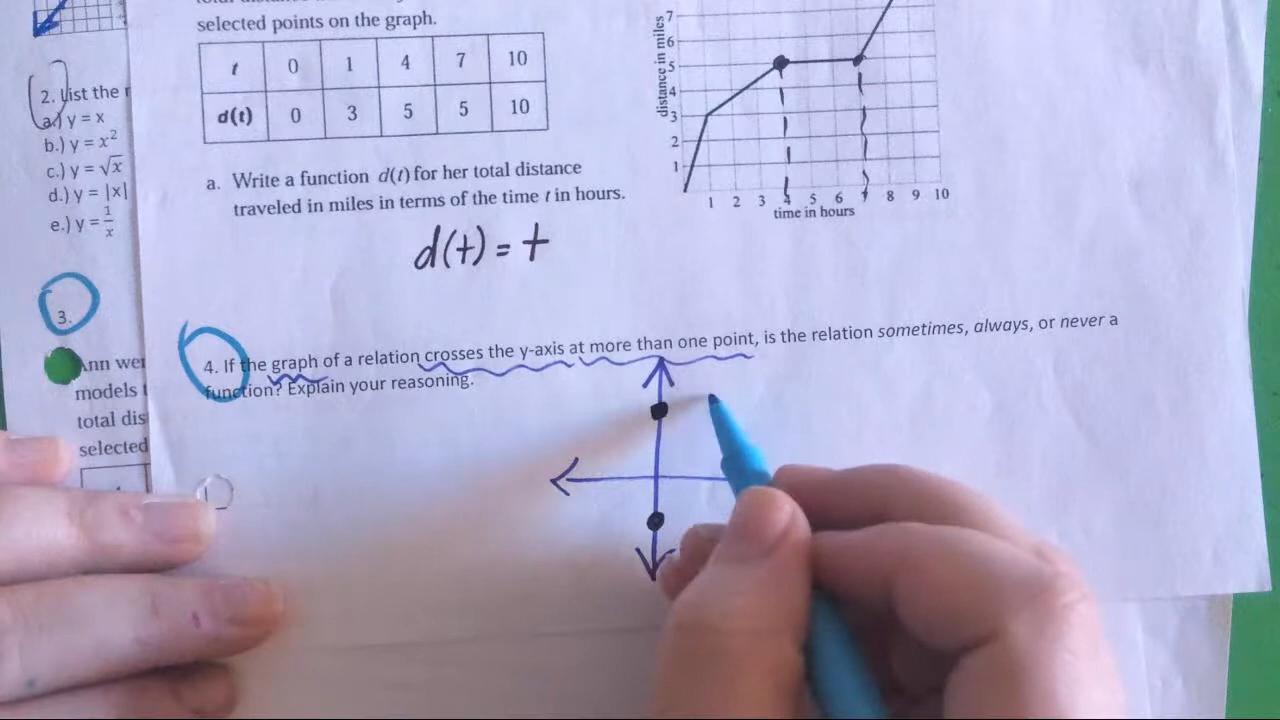 selected points on the graph.
t 0 1 4 7 10
d(t) 0 3 5 5 10
distance in miles
7
6
5
4
3
2
1
1 2 3 4 5 6 7 8 9 10
time in hours
a. Write a function d(t) for her total distance
traveled in miles in terms of the time t in hours.
d(t) = t
4. If the graph of a relation crosses the y-axis at more than one point, is the relation sometimes, always, or never a
function? Explain your reasoning.
2. List the
a.) y = x
b.) y = x²
c.) y = √x
d.) y = |x|
e.) y = 1/x
3.
Ann
models
total
selected